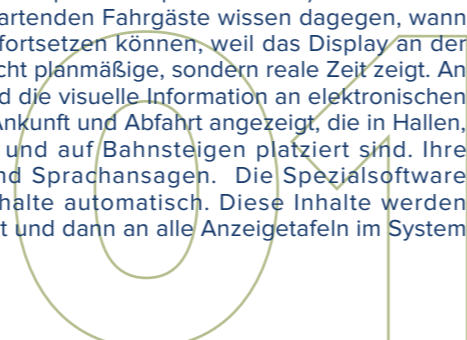 artenden Fahrgäste wissen dagegen, wann
fortsetzen können, weil das Display an der
cht planmäßige, sondern reale Zeit zeigt. An
d die visuelle Information an elektronischen
Ankunft und Abfahrt angezeigt, die in Hallen,
und auf Bahnsteigen platziert sind. Ihre
nd Sprachansagen. Die Spezialsoftware
halte automatisch. Diese Inhalte werden
t und dann an alle Anzeigetafeln im System
01